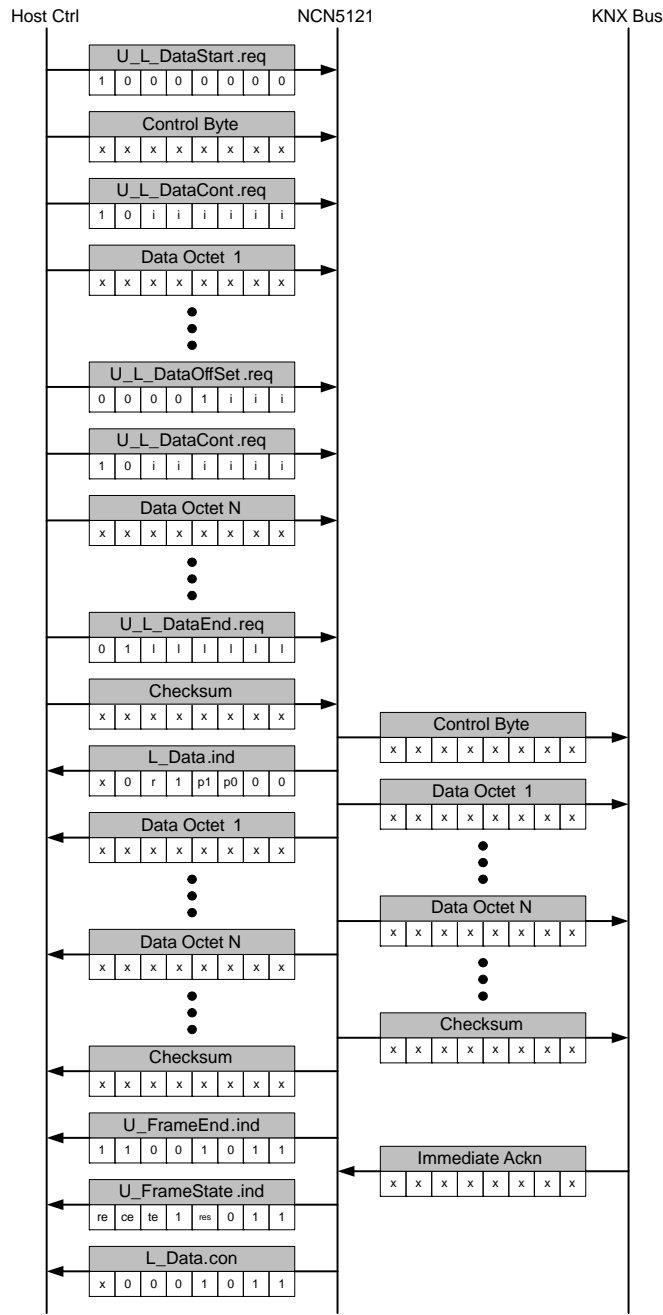 Host Ctrl NCN5121 KNX Bus
U_L_DataStart.req
1 0 0 0 0 0 0 0
Control Byte
x x x x x x x x
U_L_DataCont.req
1 0 i i i i i i
Data Octet 1
x x x x x x x x
U_L_DataOffSet.req
0 0 0 0 1 i i i
U_L_DataCont.req
1 0 i i i i i i
Data Octet N
x x x x x x x x
U_L_DataEnd.req
0 1 l l l l l l
Checksum
x x x x x x x x
Control Byte
x x x x x x x x
L_Data.ind
x 0 r 1 p1 p0 0 0
Data Octet 1
x x x x x x x x
Data Octet 1
x x x x x x x x
Data Octet N
x x x x x x x x
Data Octet N
x x x x x x x x
Checksum
x x x x x x x x
Checksum
x x x x x x x x
U_FrameEnd.ind
1 1 0 0 1 0 1 1
Immediate Ackn
x x x x x x x x
U_FrameState.ind
re ce te 1 res 0 1 1
L_Data.con
x 0 0 0 1 0 1 1